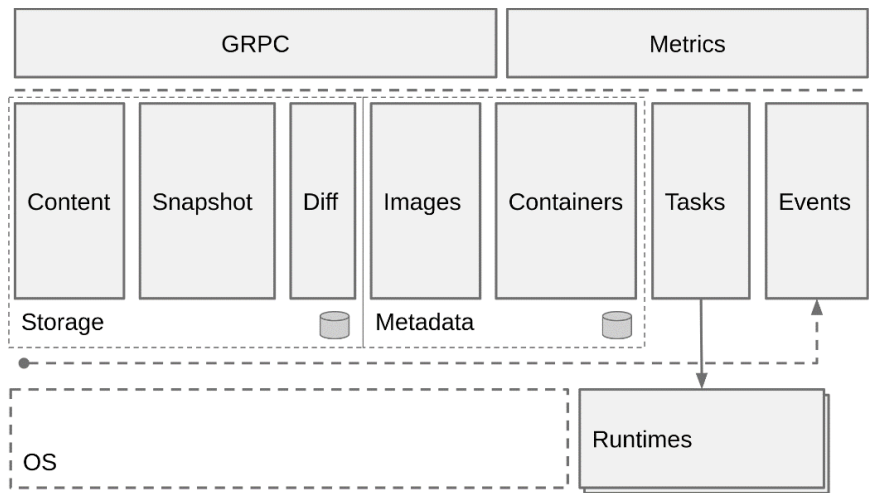 GRPC
Metrics
Content
Snapshot
Diff
Images
Containers
Tasks
Events
Storage
Metadata
OS
Runtimes